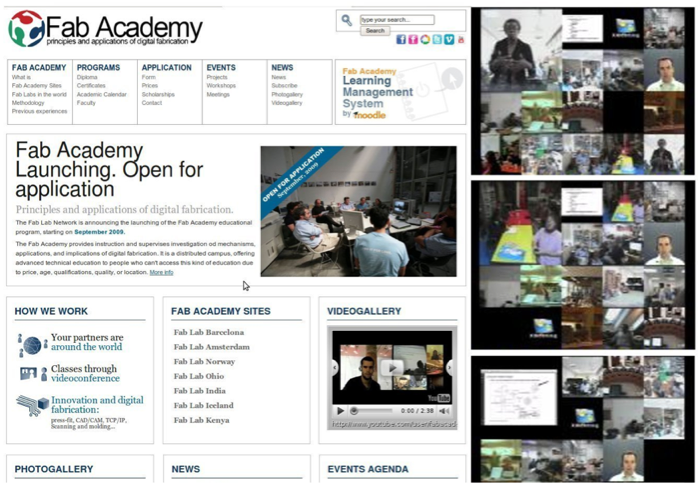 Fab Academy
principles and applications of digital fabrication
type your search...
Search
FAB ACADEMY
What is
Fab Academy Sites
Fab Labs in the world
Methodology
Previous experiences
PROGRAMS
Diploma
Certificates
Academic Calendar
Faculty
APPLICATION
Form
Prices
Scholarships
Contact
EVENTS
Projects
Workshops
Meetings
NEWS
News
Subscribe
Photogallery
Videogallery
Fab Academy
Learning
Management
System
by moodle
Fab Academy
Launching. Open for
application
Principles and applications of digital fabrication.
The Fab Lab Network is announcing the launching of the Fab Academy educational
program, starting on September 2009.
The Fab Academy provides instruction and supervises investigation od mechanisms,
applications, and implications of digital fabrication. It is a distributed campus, offering
advanced technical education to people who can't access this kind of education due
to price, age, qualifications, quality, or location. More info
OPEN FOR APPLICATION
September, 2009
HOW WE WORK
Your partners are
around the world
Classes through
videoconference
Innovation and digital
fabrication:
press-fit, CAD/CAM, TCP/IP,
Scanning and molding...
FAB ACADEMY SITES
Fab Lab Barcelona
Fab Lab Amsterdam
Fab Lab Norway
Fab Lab Ohio
Fab Lab India
Fab Lab Iceland
Fab Lab Kenya
VIDEOGALLERY
YouTube
0:00 / 2:38
PHOTOGALLERY
NEWS
EVENTS AGENDA